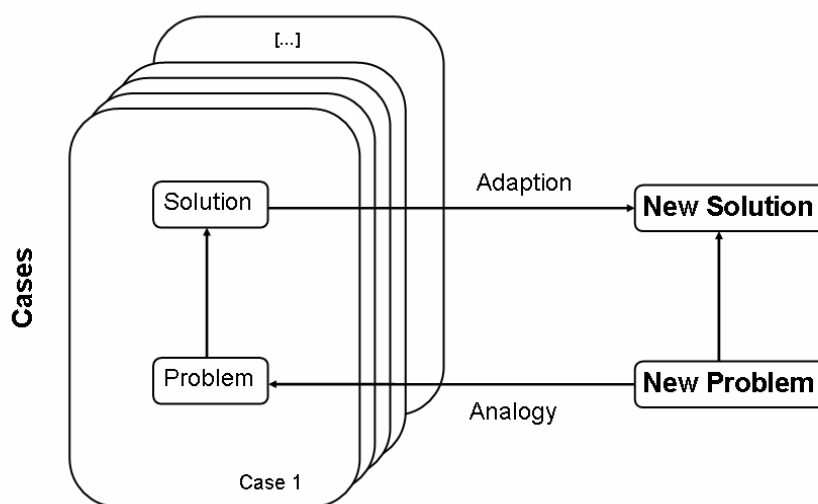 [...]
Solution
Adaption
New Solution
Cases
Problem
New Problem
Analogy
Case 1